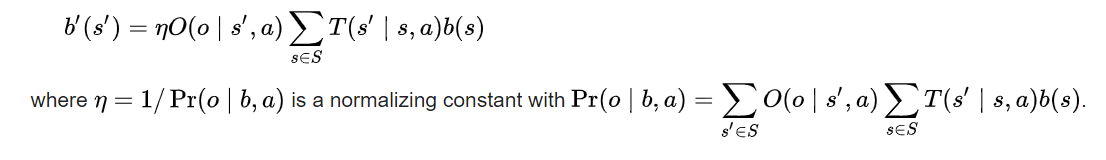 b′(s′) = ηO(o | s′, a) ∑_{s∈S} T(s′ | s, a)b(s)
where η = 1/ Pr(o | b, a) is a normalizing constant with Pr(o | b, a) = ∑_{s′∈S} O(o | s′, a) ∑_{s∈S} T(s′ | s, a)b(s).